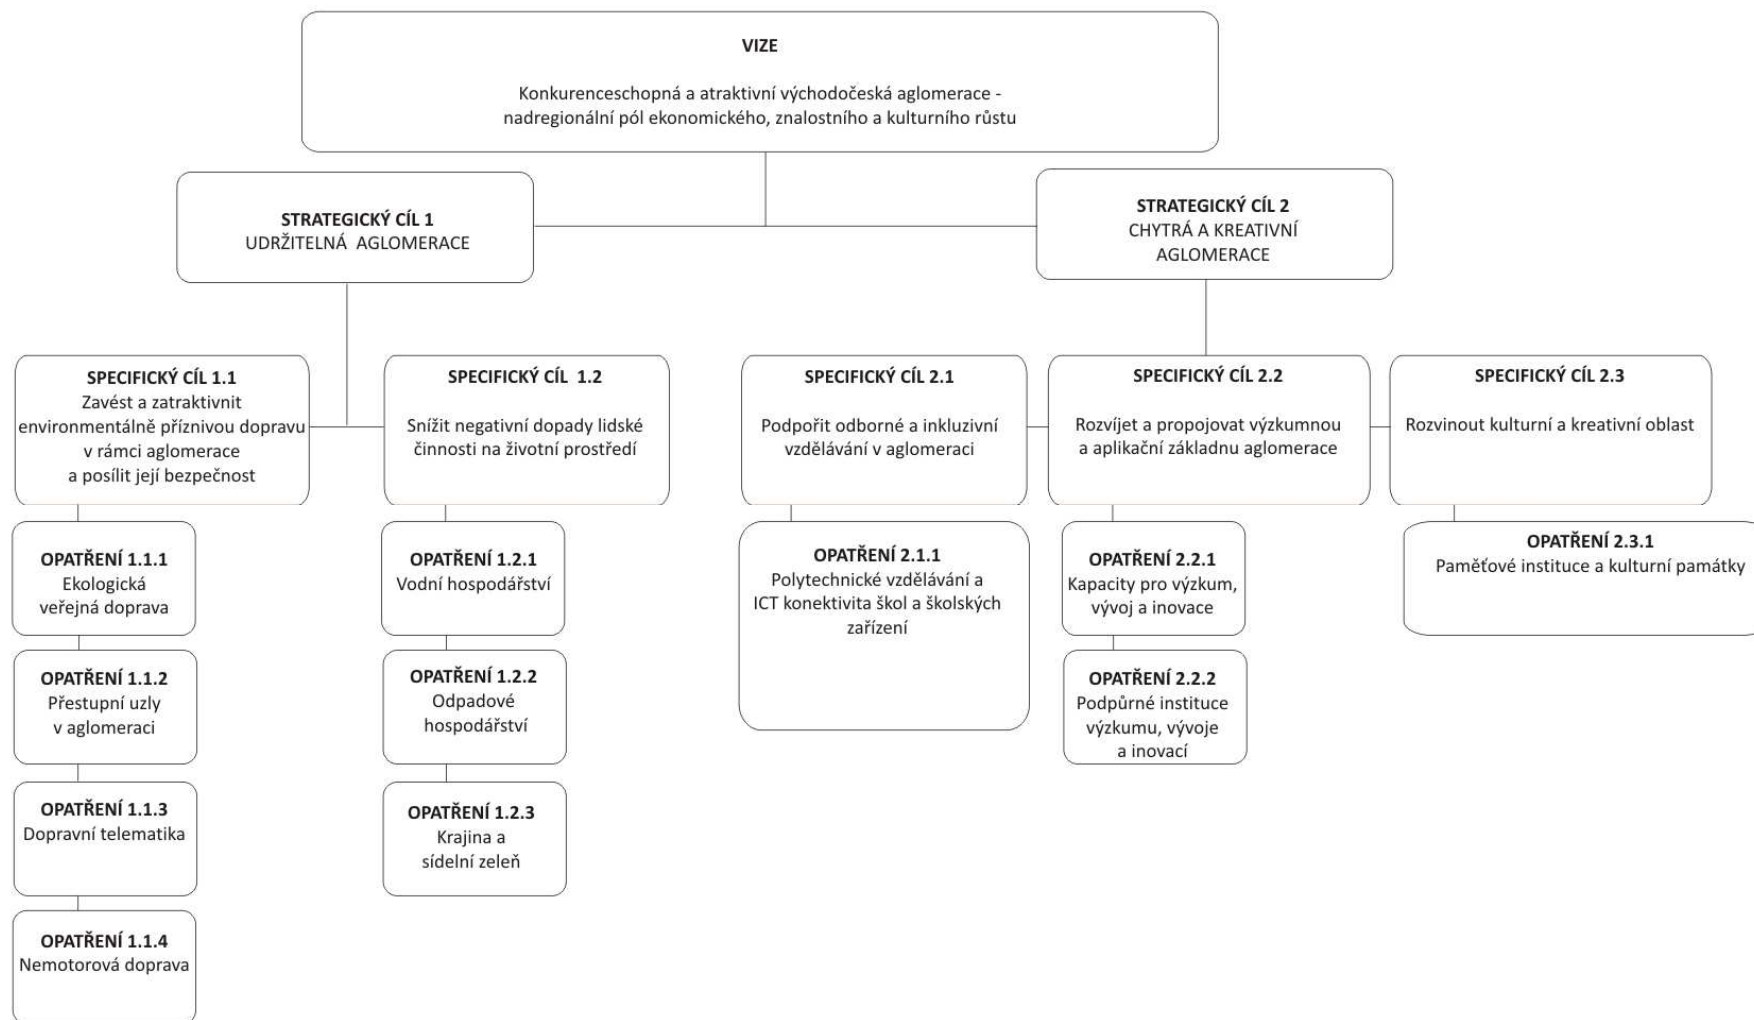 VIZE
Konkurenceschopná a atraktivní východočeská aglomerace -
nadregionální pól ekonomického, znalostního a kulturního růstu
STRATEGICKÝ CÍL 1
UDRŽITELNÁ AGLOMERACE
STRATEGICKÝ CÍL 2
CHYTRÁ A KREATIVNÍ
AGLOMERACE
SPECIFICKÝ CÍL 1.1
Zavést a zatraktivnit
environmentálně příznivou dopravu
v rámci aglomerace
a posílit její bezpečnost
SPECIFICKÝ CÍL 1.2
Snížit negativní dopady lidské
činnosti na životní prostředí
SPECIFICKÝ CÍL 2.1
Podpořit odborné a inkluzivní
vzdělávání v aglomeraci
SPECIFICKÝ CÍL 2.2
Rozvíjet a propojovat výzkumnou
a aplikační základnu aglomerace
SPECIFICKÝ CÍL 2.3
Rozvinout kulturní a kreativní oblast
OPATŘENÍ 1.1.1
Ekologická
veřejná doprava
OPATŘENÍ 1.1.2
Přestupní uzly
v aglomeraci
OPATŘENÍ 1.1.3
Dopravní telematika
OPATŘENÍ 1.1.4
Nemotorová doprava
OPATŘENÍ 1.2.1
Vodní hospodářství
OPATŘENÍ 1.2.2
Odpadové
hospodářství
OPATŘENÍ 1.2.3
Krajina a
sídelní zeleň
OPATŘENÍ 2.1.1
Polytechnické vzdělávání a
ICT konektivita škol a školských
zařízení
OPATŘENÍ 2.2.1
Kapacity pro výzkum,
vývoj a inovace
OPATŘENÍ 2.2.2
Podpůrné instituce
výzkumu, vývoje
a inovací
OPATŘENÍ 2.3.1
Paměťové instituce a kulturní památky